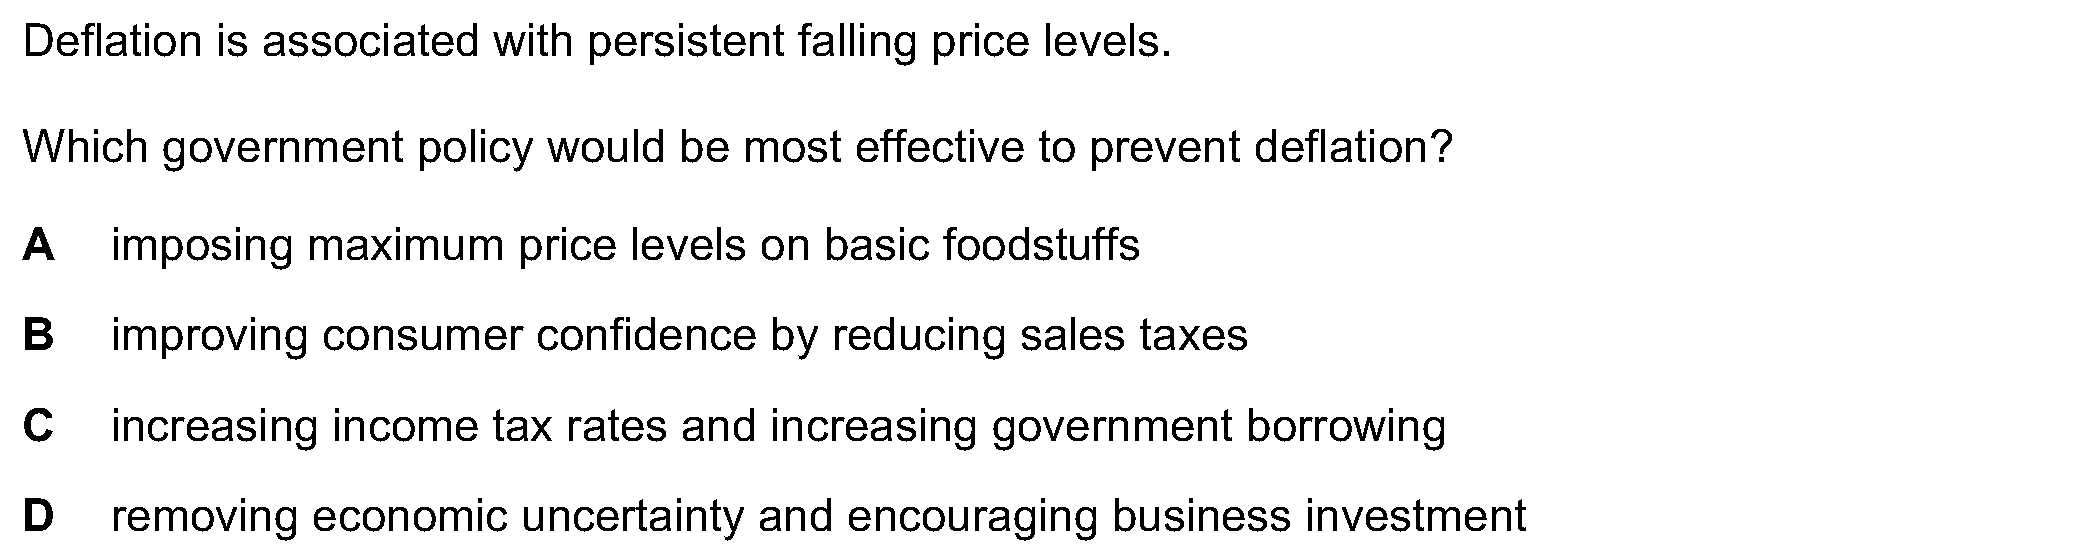 Deflation is associated with persistent falling price levels.
Which government policy would be most effective to prevent deflation?
A imposing maximum price levels on basic foodstuffs
B improving consumer confidence by reducing sales taxes
C increasing income tax rates and increasing government borrowing
D removing economic uncertainty and encouraging business investment